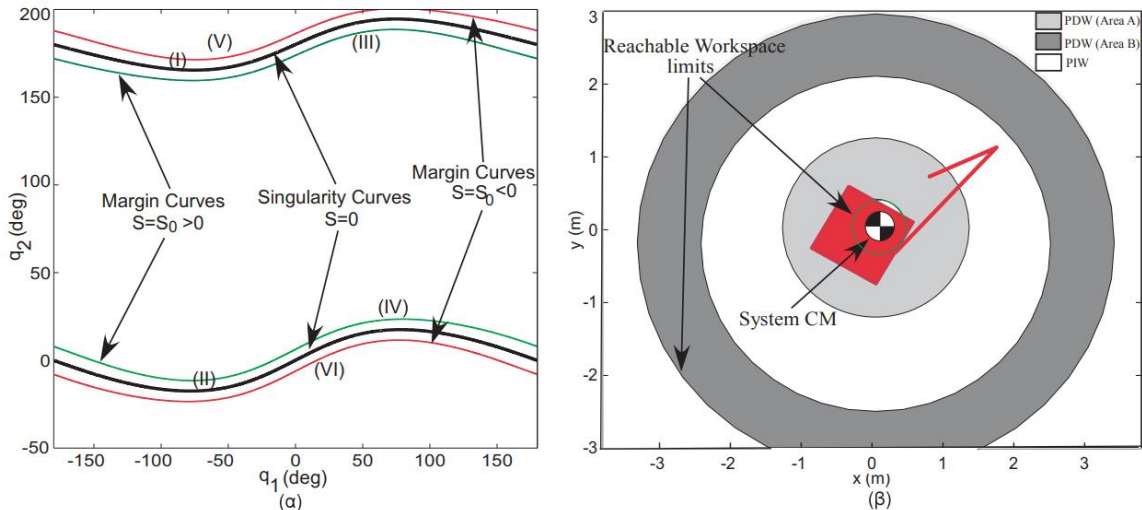 200
150
100
50
0
-50
q2 (deg)
(V)
(I)
(III)
Margin Curves
S=S0 >0
Singularity Curves
S=0
Margin Curves
S=S0<0
(IV)
(II)
(VI)
-150 -100 -50 0 50 100 150
q1 (deg)
(α)
Reachable Workspace
limits
PDW (Area A)
PDW (Area B)
PIW
System CM
3
2
1
0
-1
-2
-3
y (m)
-3 -2 -1 0 1 2 3
x (m)
(β)